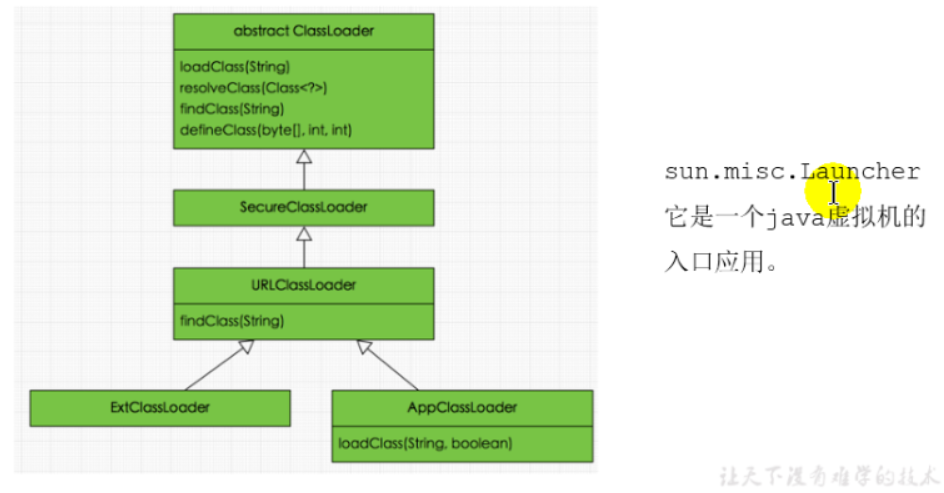 abstract ClassLoader
loadClass(String)
resolveClass(Class<?>)
findClass(String)
defineClass(byte[], int, int)
SecureClassLoader
URLClassLoader
findClass(String)
ExtClassLoader
AppClassLoader
loadClass(String, boolean)
sun.misc.Launcher
它是一个java虚拟机的
入口应用。
让天下没有难学的技术